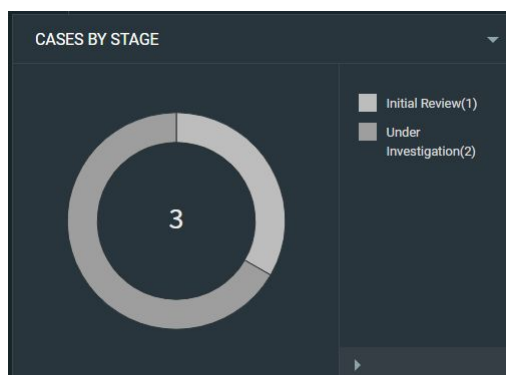 CASES BY STAGE
3
Initial Review(1)
Under
Investigation(2)